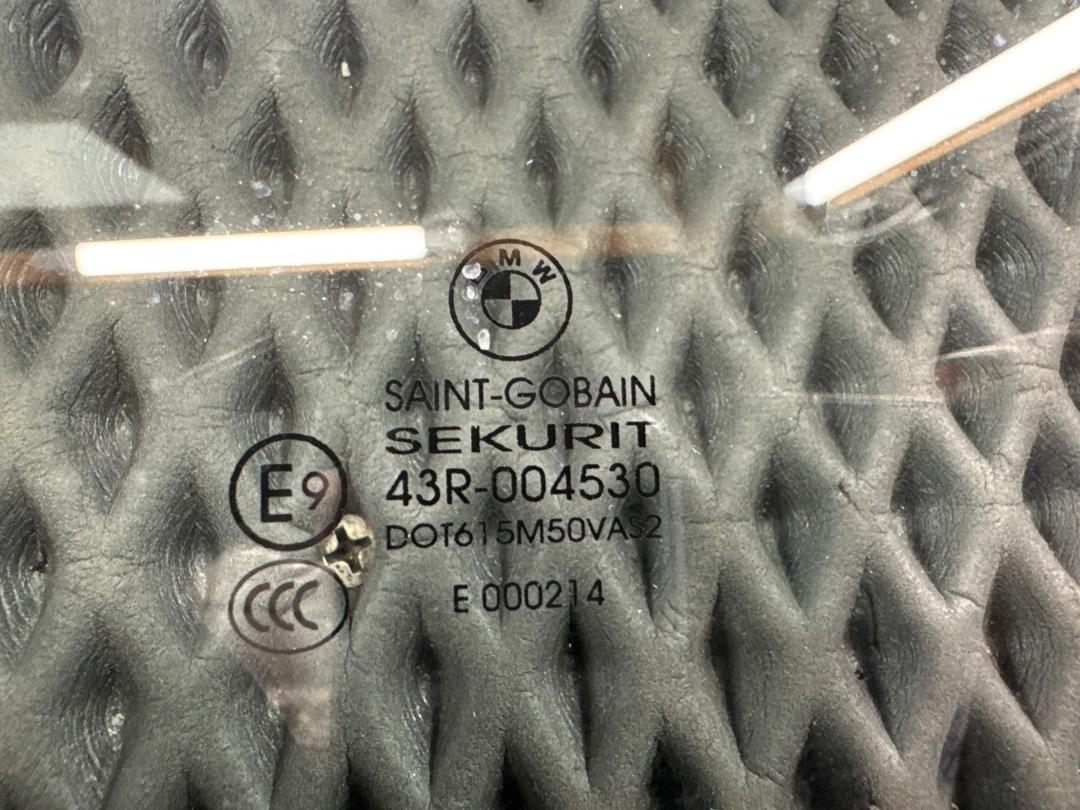 BMW
SAINT-GOBAIN
SEKURIT
E9
43R-004530
DOT615M50VAS2
CCC
E 000214